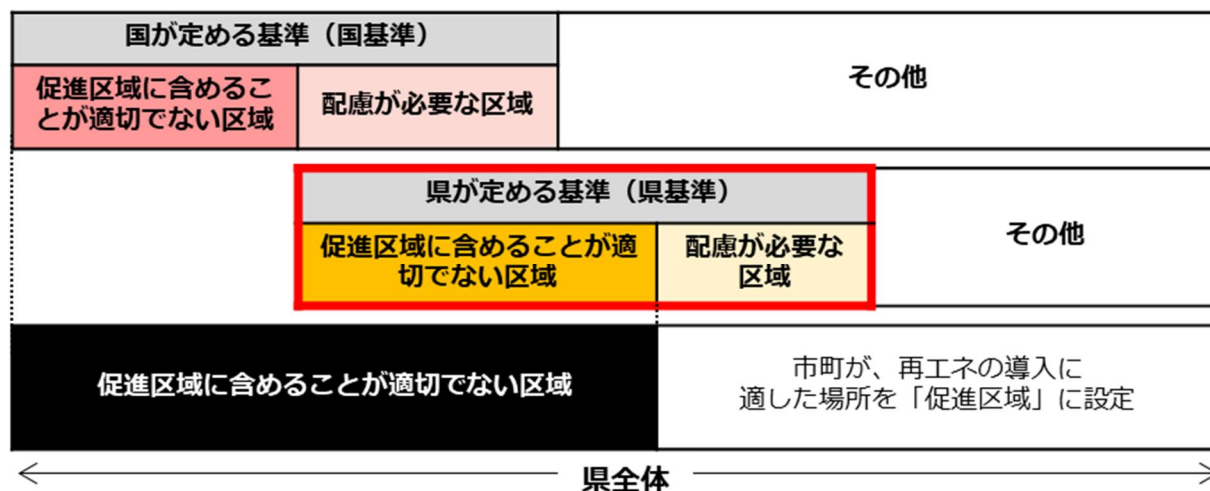 国が定める基準（国基準）
その他
促進区域に含めるこ
とが適切でない区域
配慮が必要な区域
県が定める基準（県基準）
その他
促進区域に含めることが適
切でない区域
配慮が必要な
区域
促進区域に含めることが適切でない区域
市町が、再エネの導入に
適した場所を「促進区域」に設定
県全体